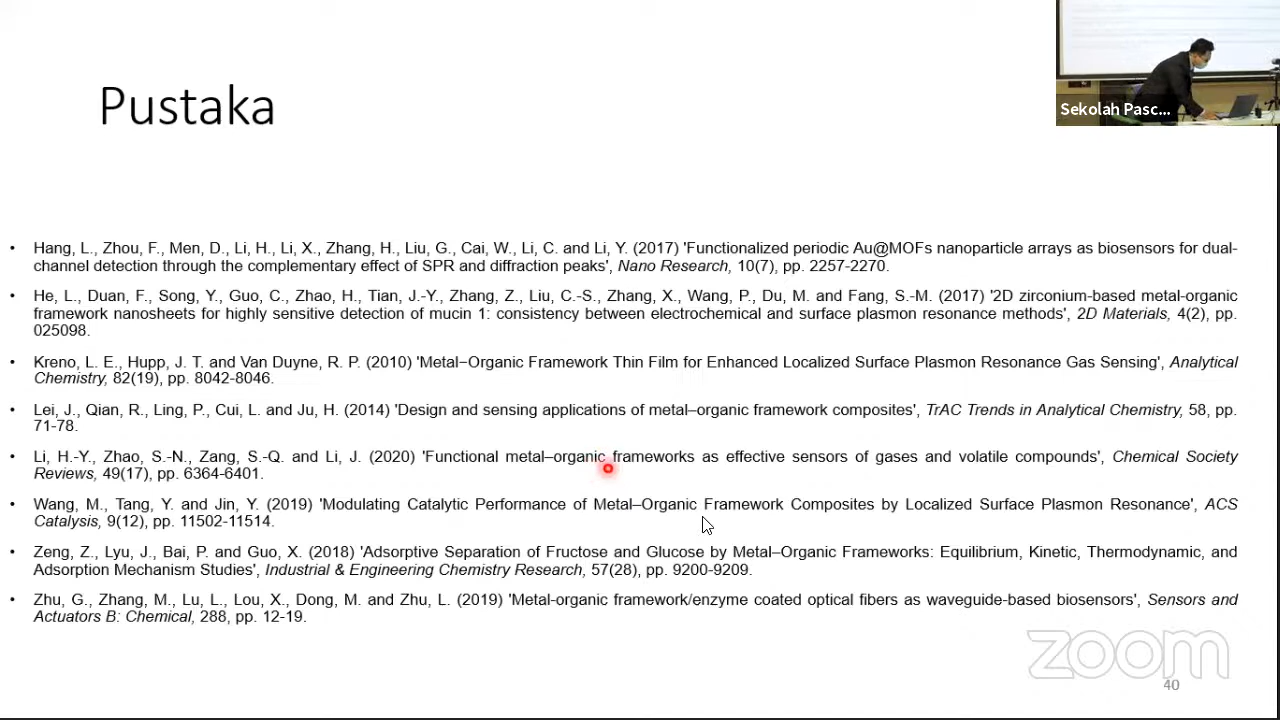 Pustaka
Sekolah Pasc...
• Hang, L., Zhou, F., Men, D., Li, H., Li, X., Zhang, H., Liu, G., Cai, W., Li, C. and Li, Y. (2017) 'Functionalized periodic Au@MOFs nanoparticle arrays as biosensors for dual-
channel detection through the complementary effect of SPR and diffraction peaks', Nano Research, 10(7), pp. 2257-2270.
• He, L., Duan, F., Song, Y., Guo, C., Zhao, H., Tian, J.-Y., Zhang, Z., Liu, C.-S., Zhang, X., Wang, P., Du, M. and Fang, S.-M. (2017) '2D zirconium-based metal-organic
framework nanosheets for highly sensitive detection of mucin 1: consistency between electrochemical and surface plasmon resonance methods', 2D Materials, 4(2), pp.
025098.
• Kreno, L. E., Hupp, J. T. and Van Duyne, R. P. (2010) 'Metal−Organic Framework Thin Film for Enhanced Localized Surface Plasmon Resonance Gas Sensing', Analytical
Chemistry, 82(19), pp. 8042-8046.
• Lei, J., Qian, R., Ling, P., Cui, L. and Ju, H. (2014) 'Design and sensing applications of metal–organic framework composites', TrAC Trends in Analytical Chemistry, 58, pp.
71-78.
• Li, H.-Y., Zhao, S.-N., Zang, S.-Q. and Li, J. (2020) 'Functional metal–organic frameworks as effective sensors of gases and volatile compounds', Chemical Society
Reviews, 49(17), pp. 6364-6401.
• Wang, M., Tang, Y. and Jin, Y. (2019) 'Modulating Catalytic Performance of Metal–Organic Framework Composites by Localized Surface Plasmon Resonance', ACS
Catalysis, 9(12), pp. 11502-11514.
• Zeng, Z., Lyu, J., Bai, P. and Guo, X. (2018) 'Adsorptive Separation of Fructose and Glucose by Metal–Organic Frameworks: Equilibrium, Kinetic, Thermodynamic, and
Adsorption Mechanism Studies', Industrial & Engineering Chemistry Research, 57(28), pp. 9200-9209.
• Zhu, G., Zhang, M., Lu, L., Lou, X., Dong, M. and Zhu, L. (2019) 'Metal-organic framework/enzyme coated optical fibers as waveguide-based biosensors', Sensors and
Actuators B: Chemical, 288, pp. 12-19.
zoom
40